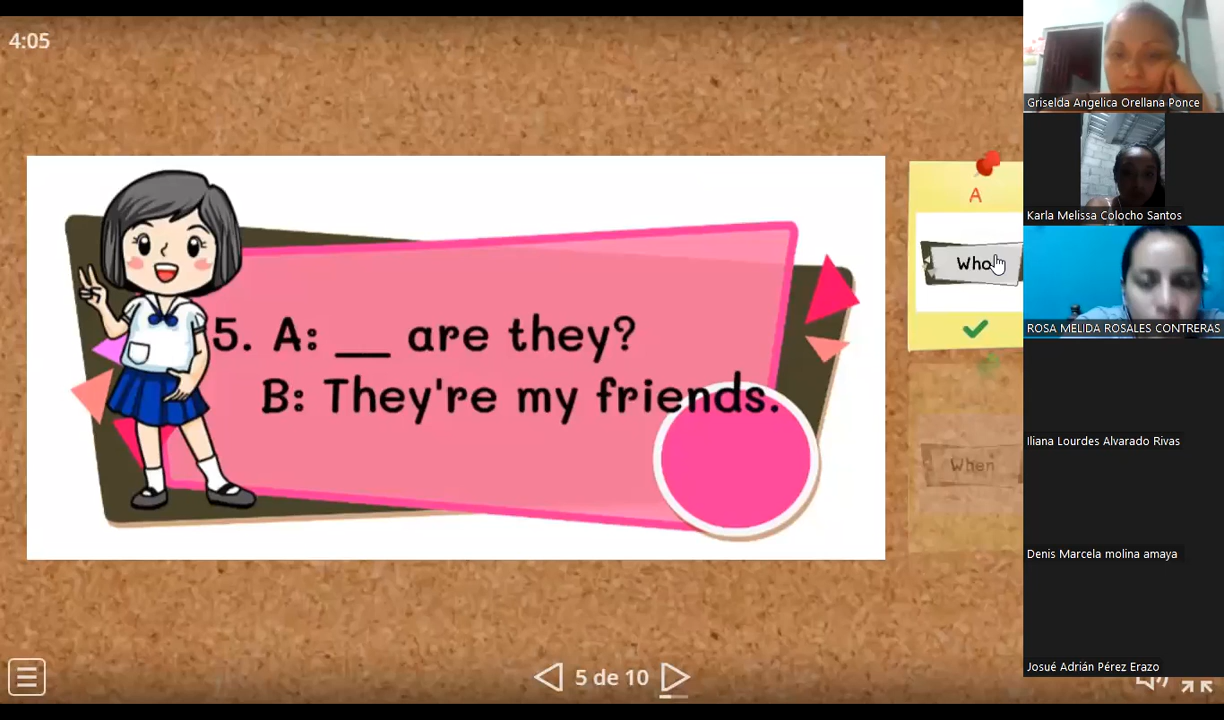 4:05
Griselda Angelica Orellana Ponce
Karla Melissa Colocho Santos
A
Who
ROSA MELIDA ROSALES CONTRERAS
5. A: __ are they?
B: They're my friends.
Iliana Lourdes Alvarado Rivas
When
Denis Marcela molina amaya
Josué Adrián Pérez Erazo
5 de 10